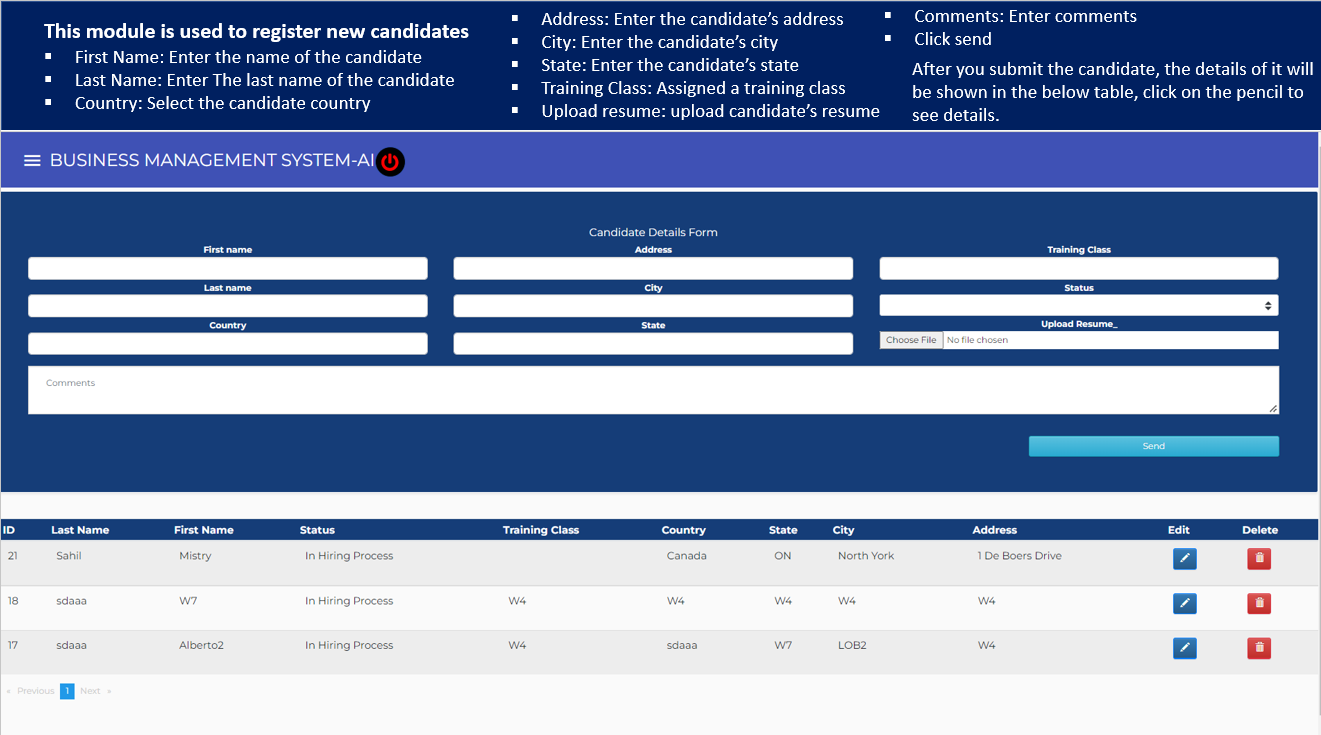 This module is used to register new candidates
▪ First Name: Enter the name of the candidate
▪ Last Name: Enter The last name of the candidate
▪ Country: Select the candidate country
▪ Address: Enter the candidate’s address
▪ City: Enter the candidate’s city
▪ State: Enter the candidate’s state
▪ Training Class: Assigned a training class
▪ Upload resume: upload candidate’s resume
▪ Comments: Enter comments
▪ Click send
After you submit the candidate, the details of it will
be shown in the below table, click on the pencil to
see details.
BUSINESS MANAGEMENT SYSTEM-AI
Candidate Details Form
First name Address Training Class
Last name City Status
Country State Upload Resume_
Choose File No file chosen
Comments
Send
ID Last Name First Name Status Training Class Country State City Address Edit Delete
21 Sahil Mistry In Hiring Process Canada ON North York 1 De Boers Drive
18 sdaaa W7 In Hiring Process W4 W4 W4 W4 W4
17 sdaaa Alberto2 In Hiring Process W4 sdaaa W7 LOB2 W4
« Previous 1 Next »